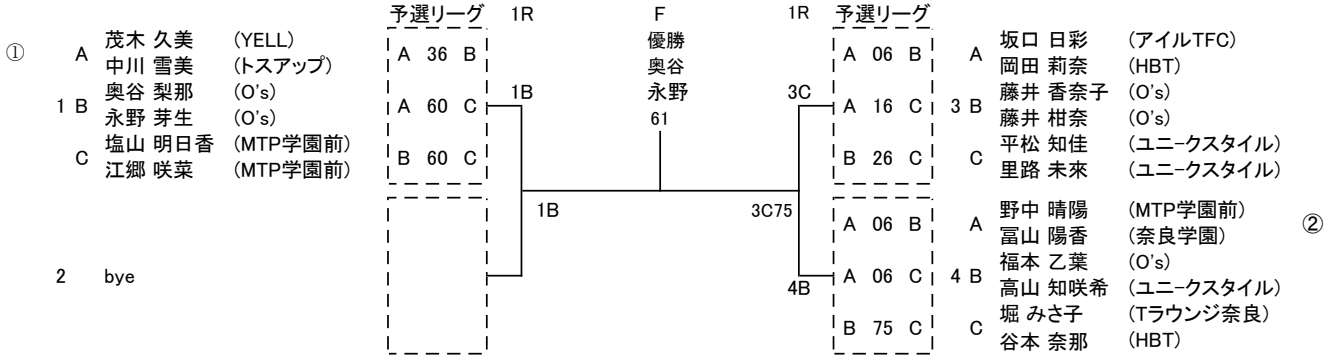 予選リーグ 1R F 1R 予選リーグ
① A 茂木 久美 (YELL) A 36 B 優勝 A 06 B A 坂口 日彩 (アイルTFC)
中川 雪美 (トスアップ) 奥谷 岡田 莉奈 (HBT)
1 B 奥谷 梨那 (O's) A 60 C 1B 永野 3C A 16 C 3 B 藤井 香奈子 (O's)
永野 芽生 (O's) 61 藤井 柑奈 (O's)
C 塩山 明日香 (MTP学園前) B 60 C B 26 C C 平松 知佳 (ユニークスタイル)
江郷 咲菜 (MTP学園前) 里路 未來 (ユニークスタイル)
1B 3C75 A 06 B A 野中 晴陽 (MTP学園前) ②
冨山 陽香 (奈良学園)
2 bye 4B A 06 C 4 B 福本 乙葉 (O's)
高山 知咲希 (ユニークスタイル)
B 75 C C 堀 みさ子 (Tラウンジ奈良)
谷本 奈那 (HBT)